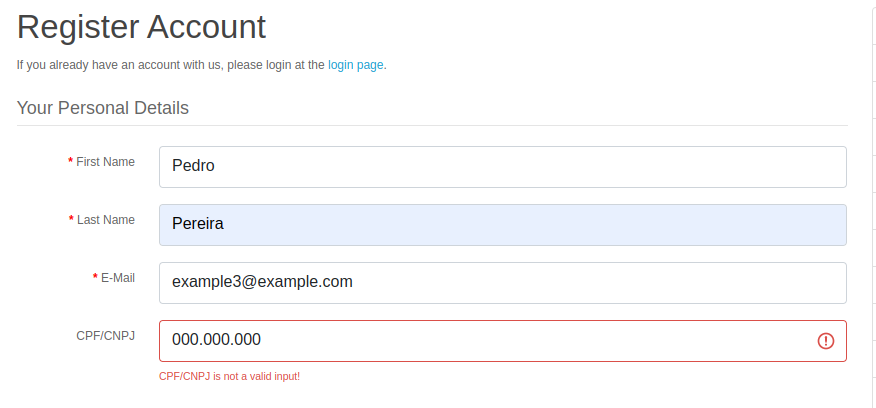 Register Account
If you already have an account with us, please login at the login page.
Your Personal Details
* First Name
Pedro
* Last Name
Pereira
* E-Mail
example3@example.com
CPF/CNPJ
000.000.000
CPF/CNPJ is not a valid input!